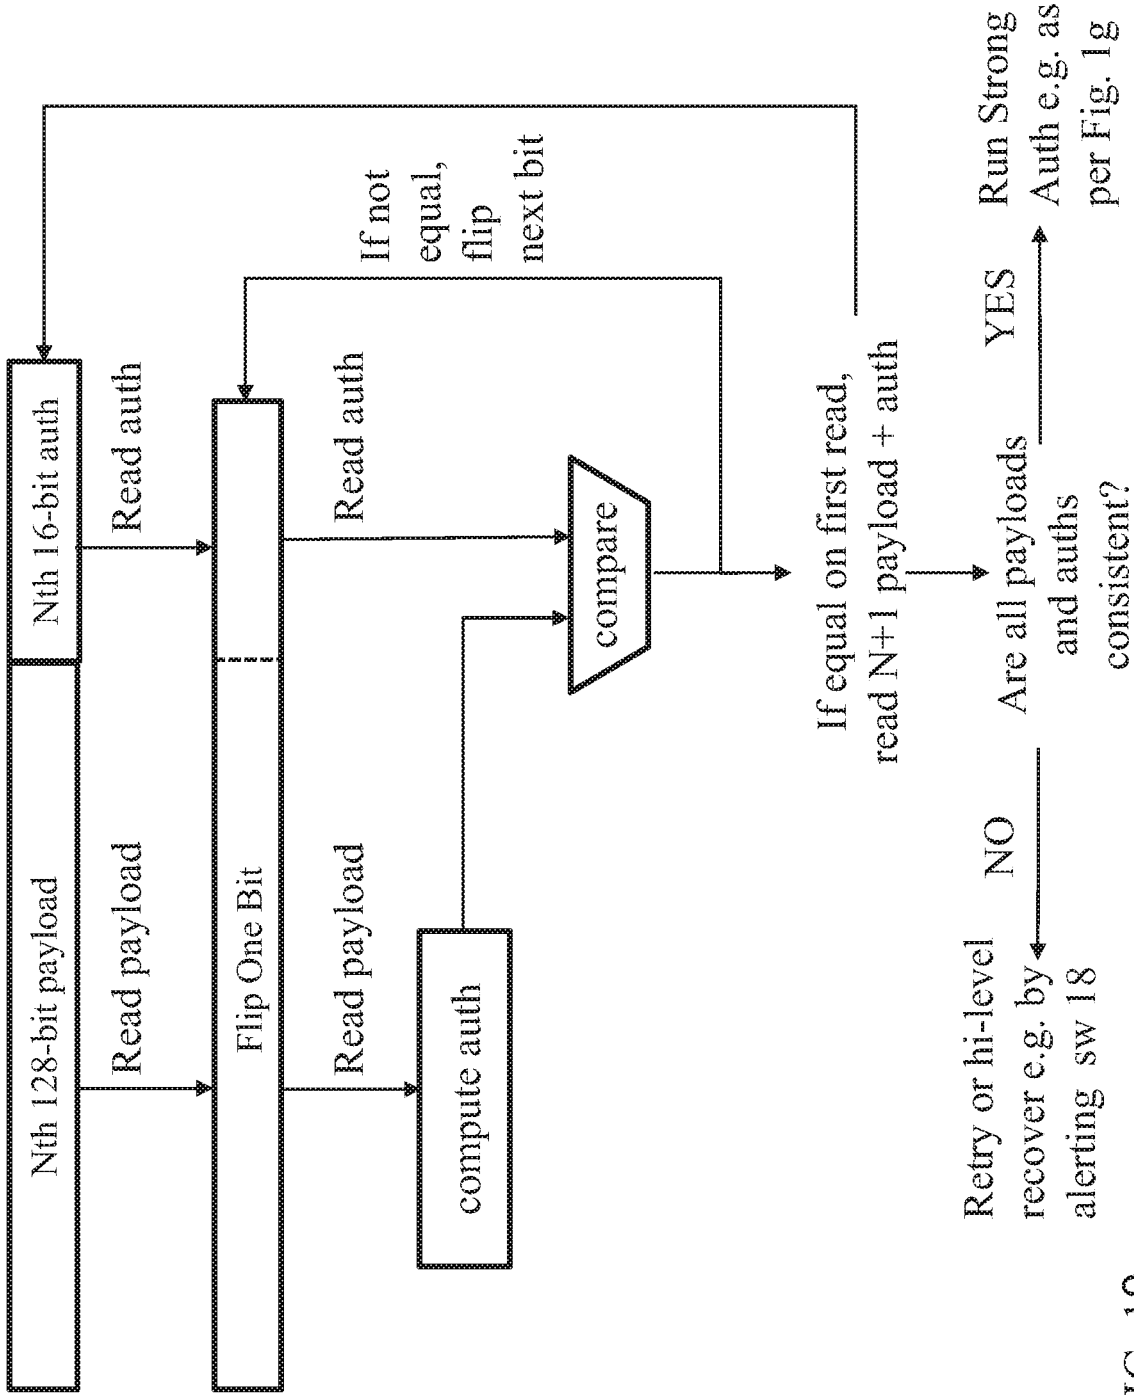 Nth 128-bit payload
Nth 16-bit auth
Read payload
Read auth
Flip One Bit
Read payload
Read auth
If not
equal,
flip
next bit
compute auth
compare
If equal on first read,
read N+1 payload + auth
Retry or hi-level
recover e.g. by
alerting sw 18
NO
Are all payloads
and auths
consistent?
YES
Run Strong
Auth e.g. as
per Fig. 1g